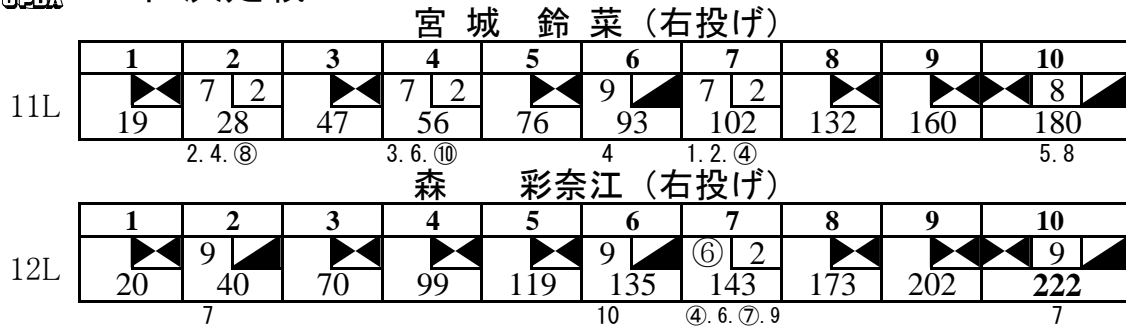 宮 城 鈴 菜 (右投げ)
1 2 3 4 5 6 7 8 9 10
11L 7 2 7 2 9 7 2 8
19 28 47 56 76 93 102 132 160 180
2. 4. ⑧ 3. 6. ⑩ 4 1. 2. ④ 5. 8
森 彩奈江 (右投げ)
1 2 3 4 5 6 7 8 9 10
12L 9 9 ⑥ 2 9
20 40 70 99 119 135 143 173 202 222
7 10 ④. 6. ⑦. 9 7